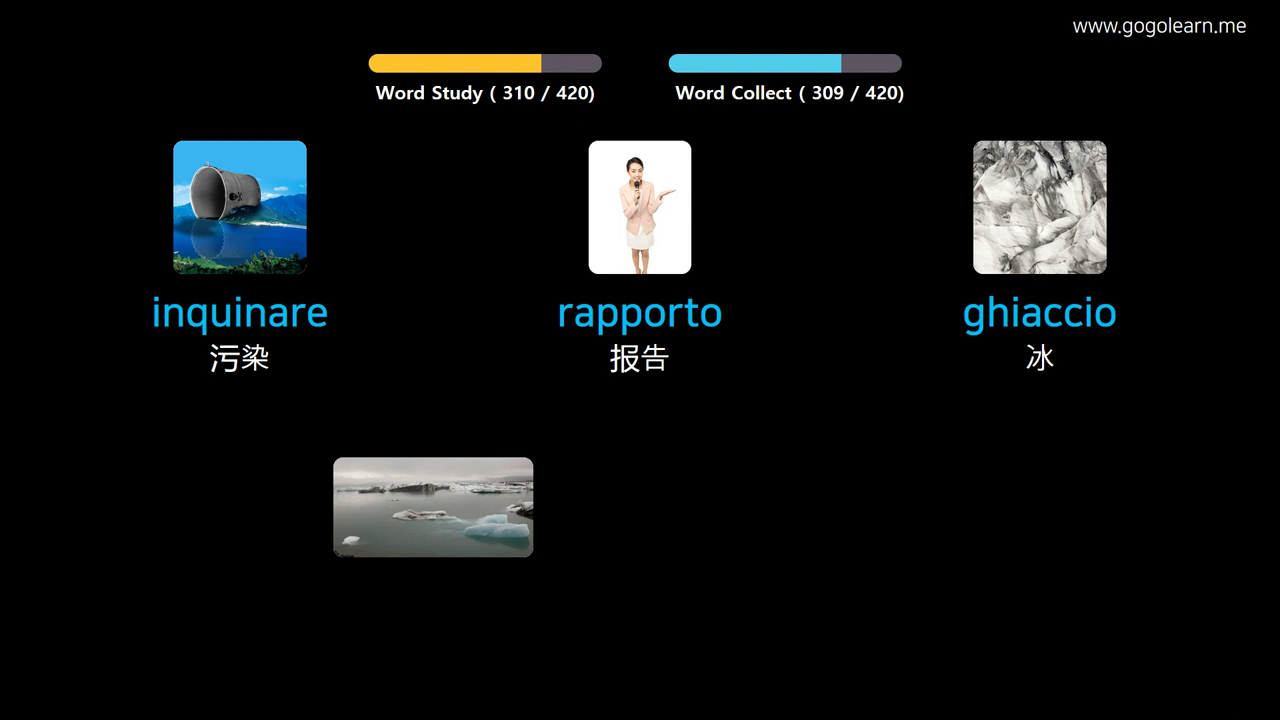 www.gogolearn.me
Word Study ( 310 / 420)
Word Collect ( 309 / 420)
inquinare
rapporto
ghiaccio
污染
报告
冰